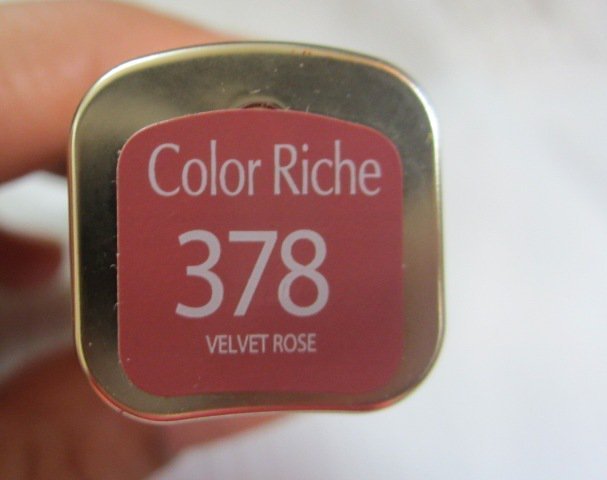 Color Riche
378
VELVET ROSE